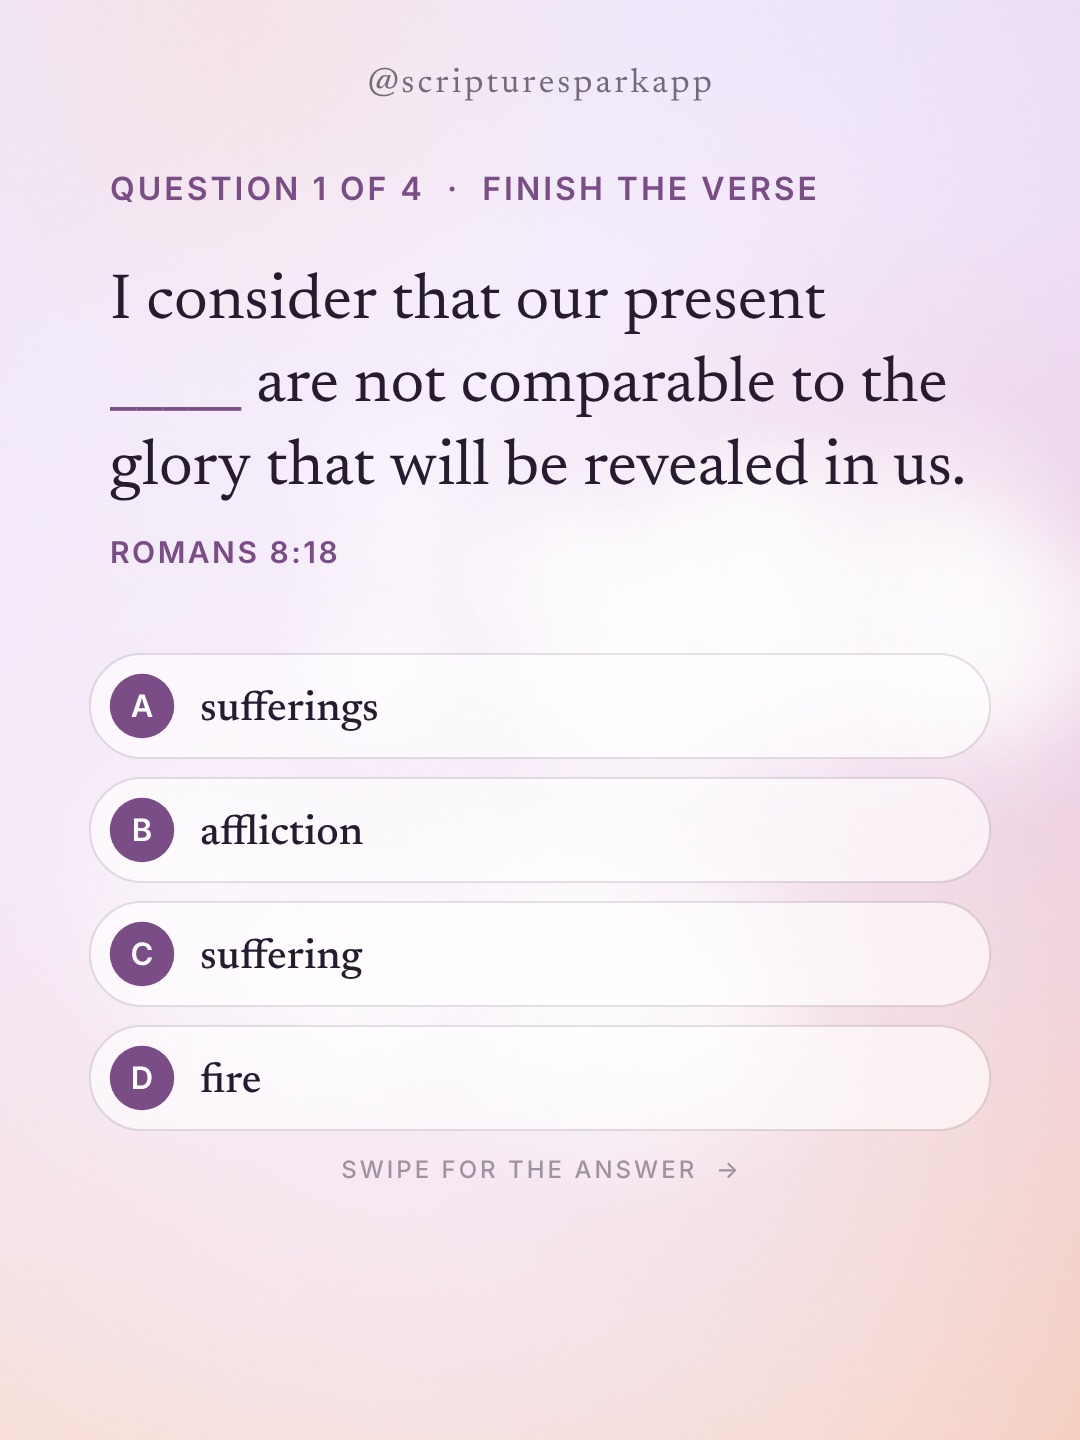 @scripturesparkapp
QUESTION 1 OF 4 · FINISH THE VERSE
I consider that our present
_____ are not comparable to the
glory that will be revealed in us.
ROMANS 8:18
A sufferings
B affliction
C suffering
D fire
SWIPE FOR THE ANSWER →